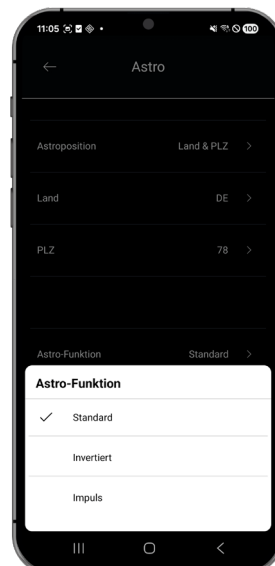 11:05
100
Astro
Astroposition Land & PLZ
Land DE
PLZ 78
Astro-Funktion Standard
Astro-Funktion
Standard
Invertiert
Impuls